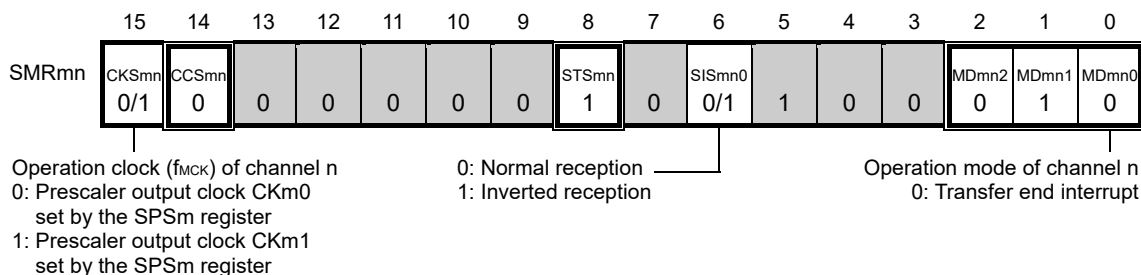 15 14 13 12 11 10 9 8 7 6 5 4 3 2 1 0
SMRmn CKSmn CCSmn STSmn SISmn0 MDmn2 MDmn1 MDmn0
0/1 0 0 0 0 0 0 1 0 0/1 1 0 0 0 1 0
Operation clock (fMCK) of channel n
0: Prescaler output clock CKm0
set by the SPSm register
1: Prescaler output clock CKm1
set by the SPSm register
0: Normal reception
1: Inverted reception
Operation mode of channel n
0: Transfer end interrupt